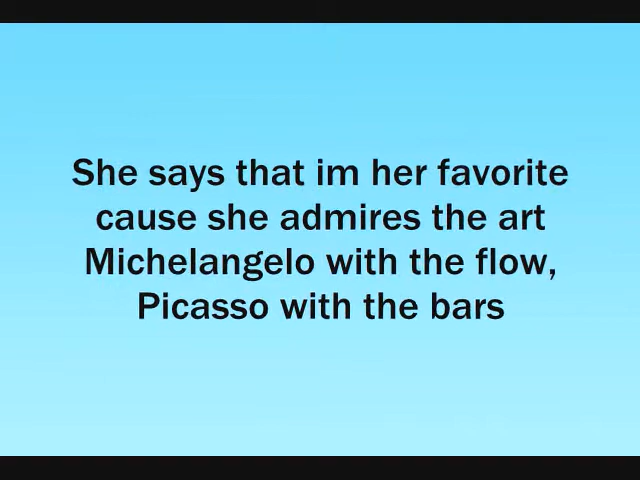 She says that im her favorite
cause she admires the art
Michelangelo with the flow,
Picasso with the bars